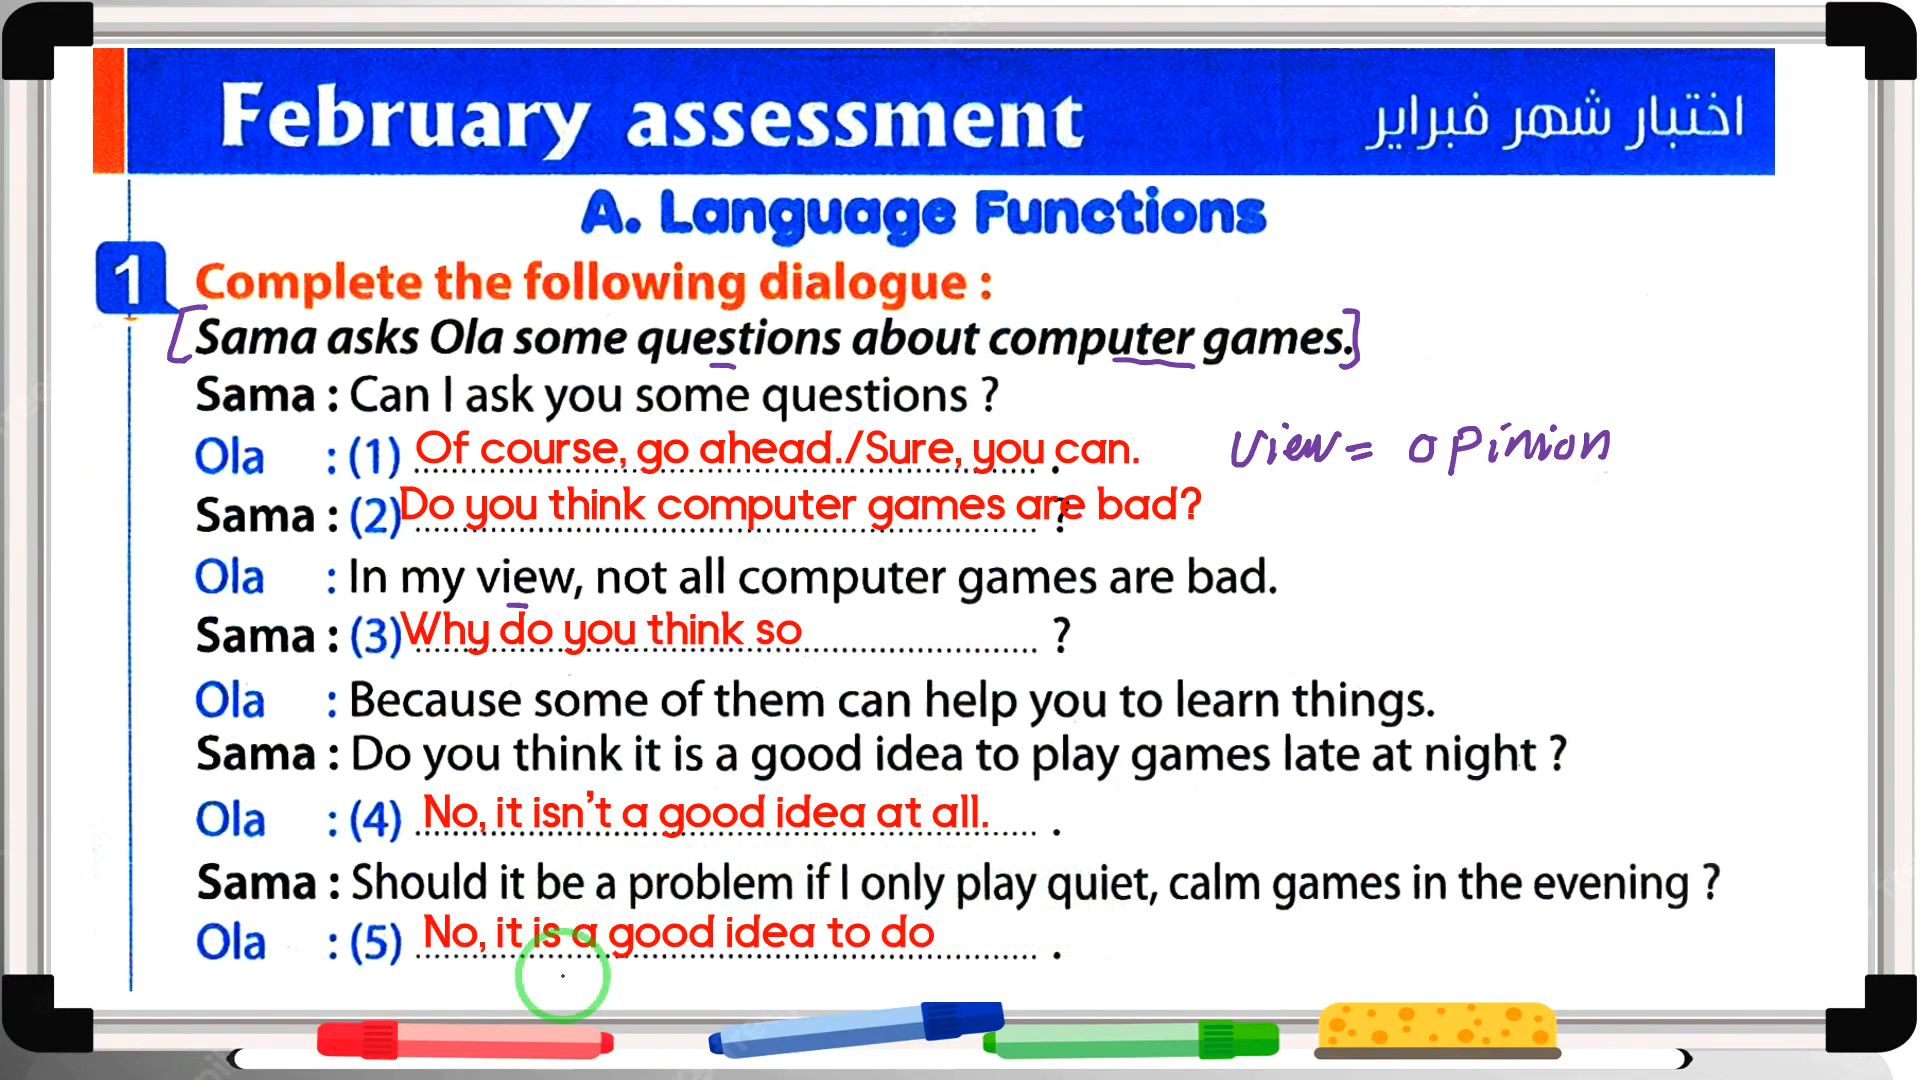 February assessment
اختبار شهر فبراير
A. Language Functions
1 Complete the following dialogue :
[Sama asks Ola some questions about computer games.]
Sama : Can I ask you some questions ?
Ola : (1) Of course, go ahead./Sure, you can. .
view = opinion
Sama : (2) Do you think computer games are bad? ?
Ola : In my view, not all computer games are bad.
Sama : (3) Why do you think so ?
Ola : Because some of them can help you to learn things.
Sama : Do you think it is a good idea to play games late at night ?
Ola : (4) No, it isn't a good idea at all. .
Sama : Should it be a problem if I only play quiet, calm games in the evening ?
Ola : (5) No, it is a good idea to do .